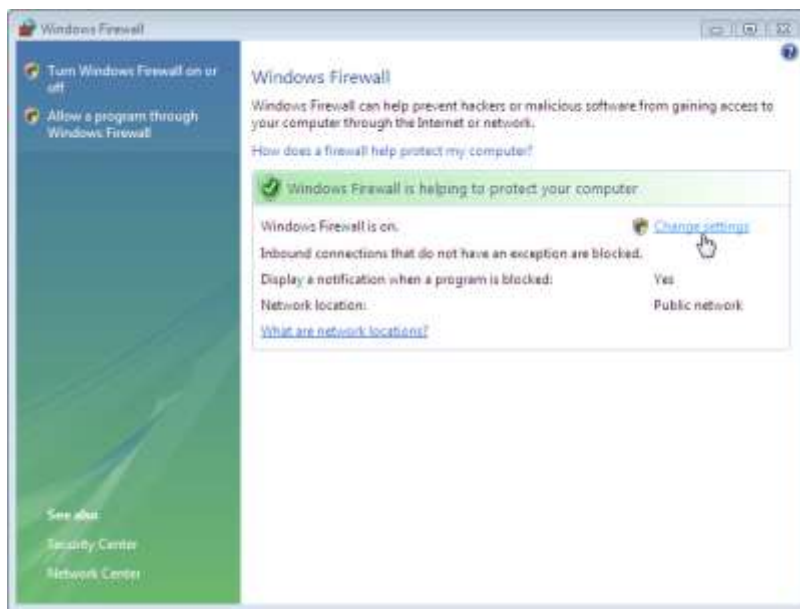 Windows Firewall
Turn Windows Firewall on or
off
Allow a program through
Windows Firewall
See also
Security Center
Network Center
Windows Firewall
Windows Firewall can help prevent hackers or malicious software from gaining access to
your computer through the Internet or network.
How does a firewall help protect my computer?
Windows Firewall is helping to protect your computer
Windows Firewall is on.
Change settings
Inbound connections that do not have an exception are blocked.
Display a notification when a program is blocked: Yes
Network location: Public network
What are network locations?